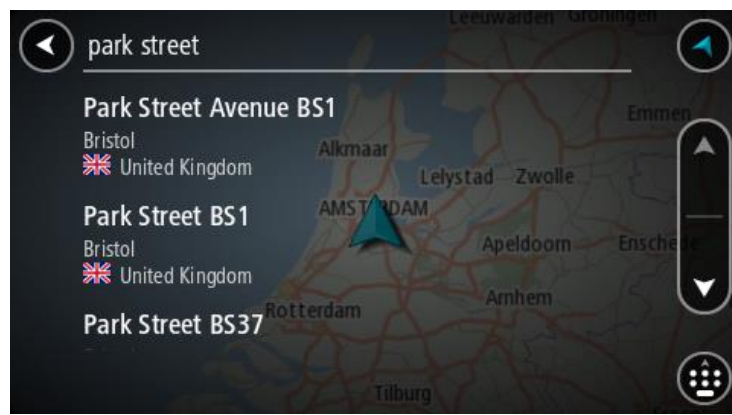 Leeuwarden Groningen
park street
Park Street Avenue BS1
Bristol
United Kingdom
Emmen
Alkmaar
Lelystad Zwolle
Park Street BS1
AMSTERDAM
Bristol
Apeldoorn Enschede
United Kingdom
Arnhem
Park Street BS37
Rotterdam
Tilburg